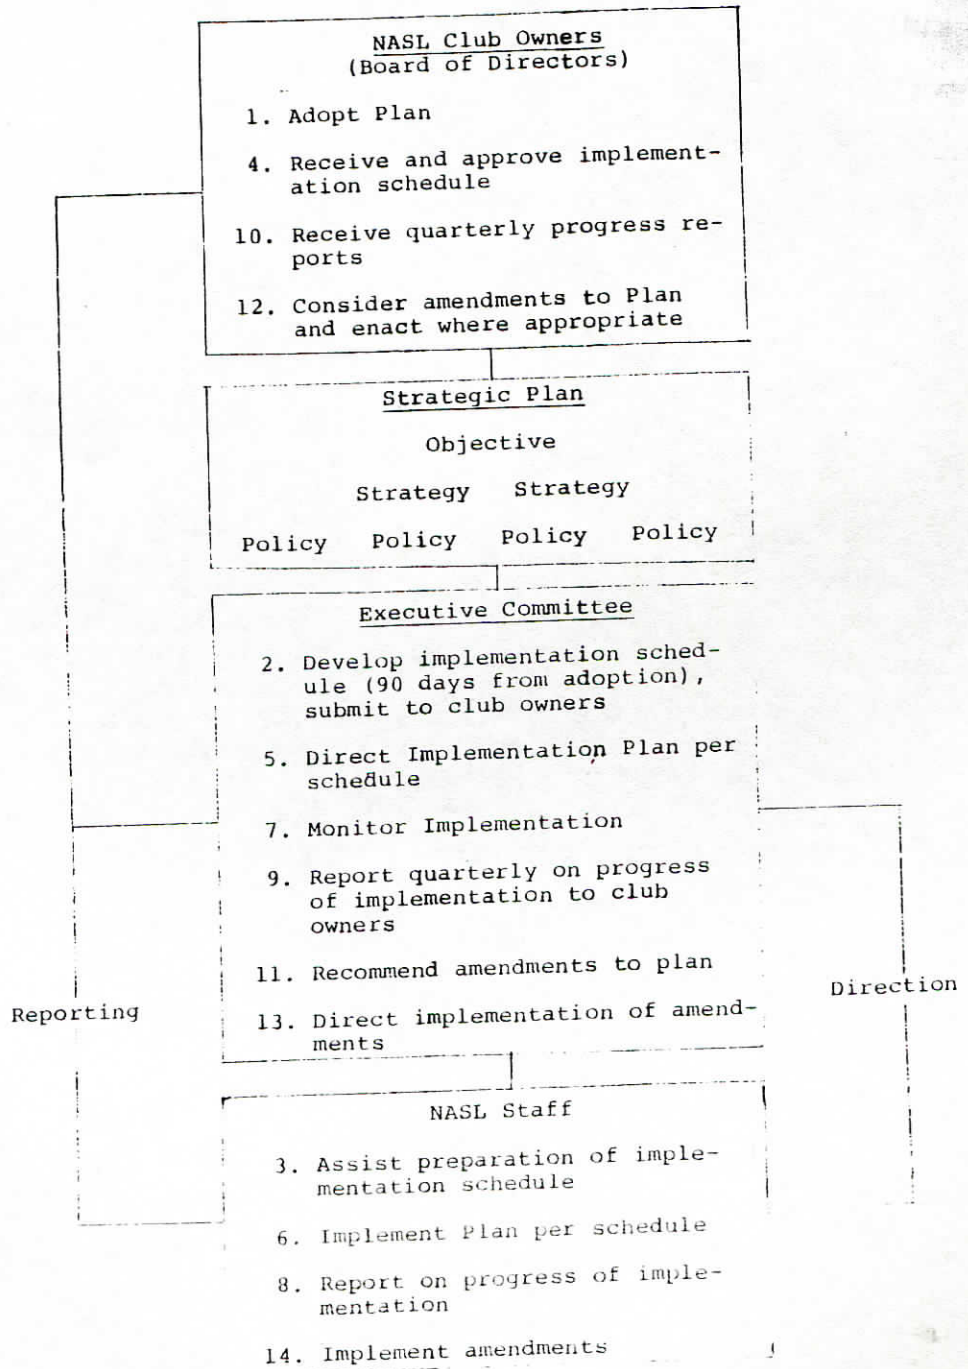 NASL Club Owners
(Board of Directors)
1. Adopt Plan
4. Receive and approve implement-
ation schedule
10. Receive quarterly progress re-
ports
12. Consider amendments to Plan
and enact where appropriate
Strategic Plan
Objective
Strategy Strategy
Policy Policy Policy Policy
Executive Committee
2. Develop implementation sched-
ule (90 days from adoption),
submit to club owners
5. Direct Implementation Plan per
schedule
7. Monitor Implementation
9. Report quarterly on progress
of implementation to club
owners
11. Recommend amendments to plan
13. Direct implementation of amend-
ments
Reporting
Direction
NASL Staff
3. Assist preparation of imple-
mentation schedule
6. Implement Plan per schedule
8. Report on progress of imple-
mentation
14. Implement amendments